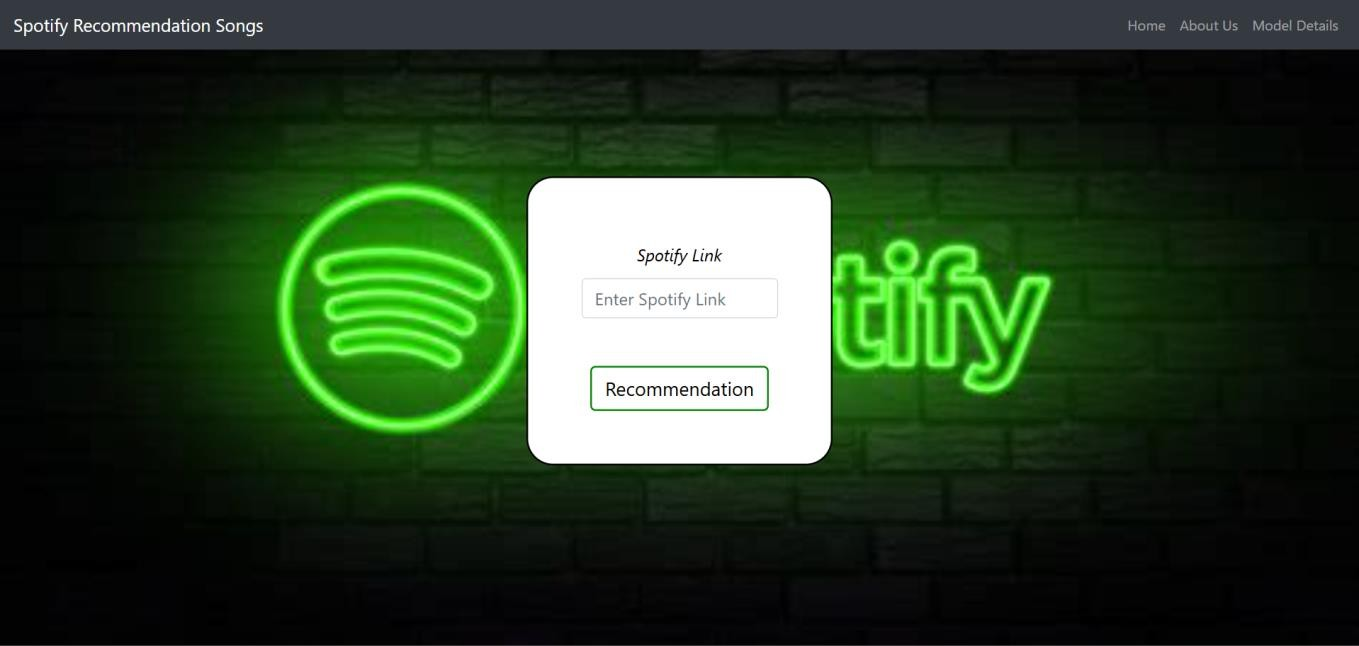 Spotify Recommendation Songs
Home About Us Model Details
Spotify Link
Enter Spotify Link
tify
Recommendation